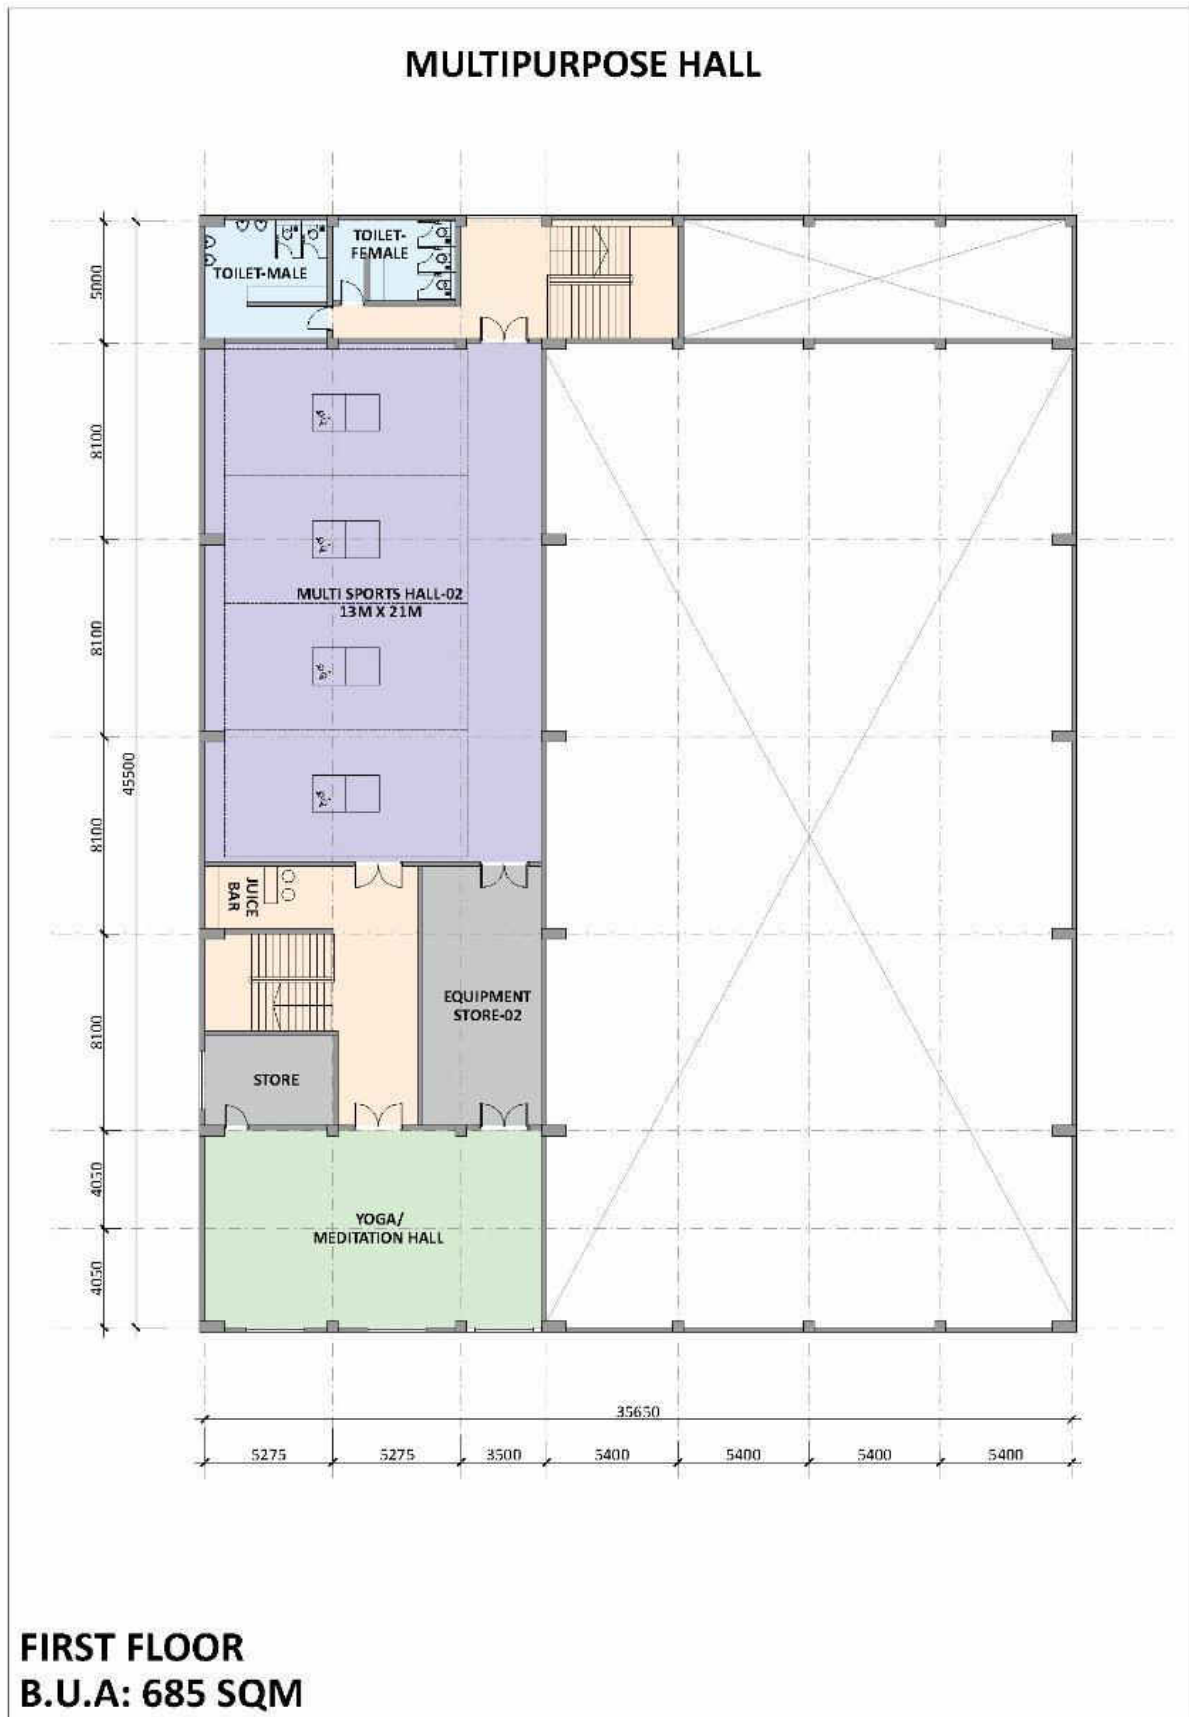 MULTIPURPOSE HALL
TOILET-MALE
TOILET-
FEMALE
5000
8100
8100
8100
8100
4050
4050
45500
MULTI SPORTS HALL-02
13M X 21M
JUICE
BAR
EQUIPMENT
STORE-02
STORE
YOGA/
MEDITATION HALL
35650
5275
5275
3500
5400
5400
5400
5400
FIRST FLOOR
B.U.A: 685 SQM